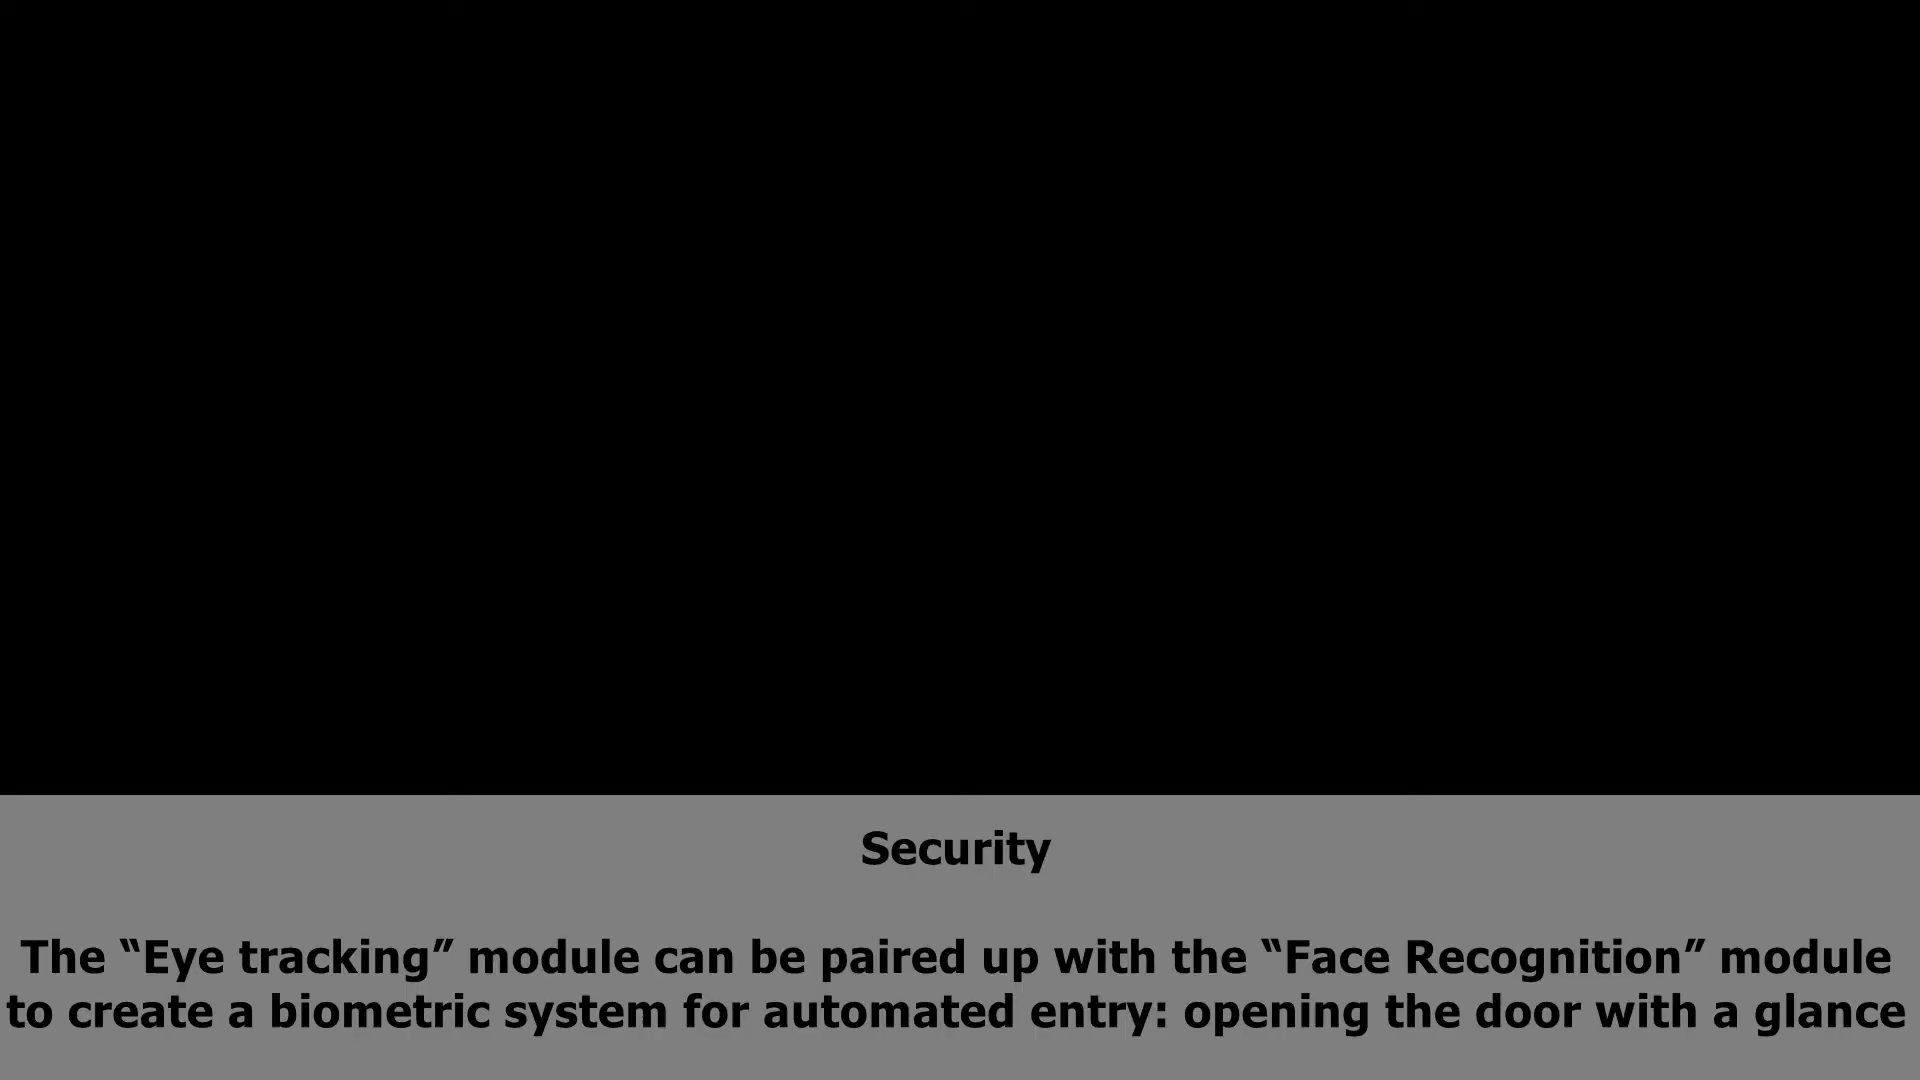 Security
The “Eye tracking” module can be paired up with the “Face Recognition” module
to create a biometric system for automated entry: opening the door with a glance